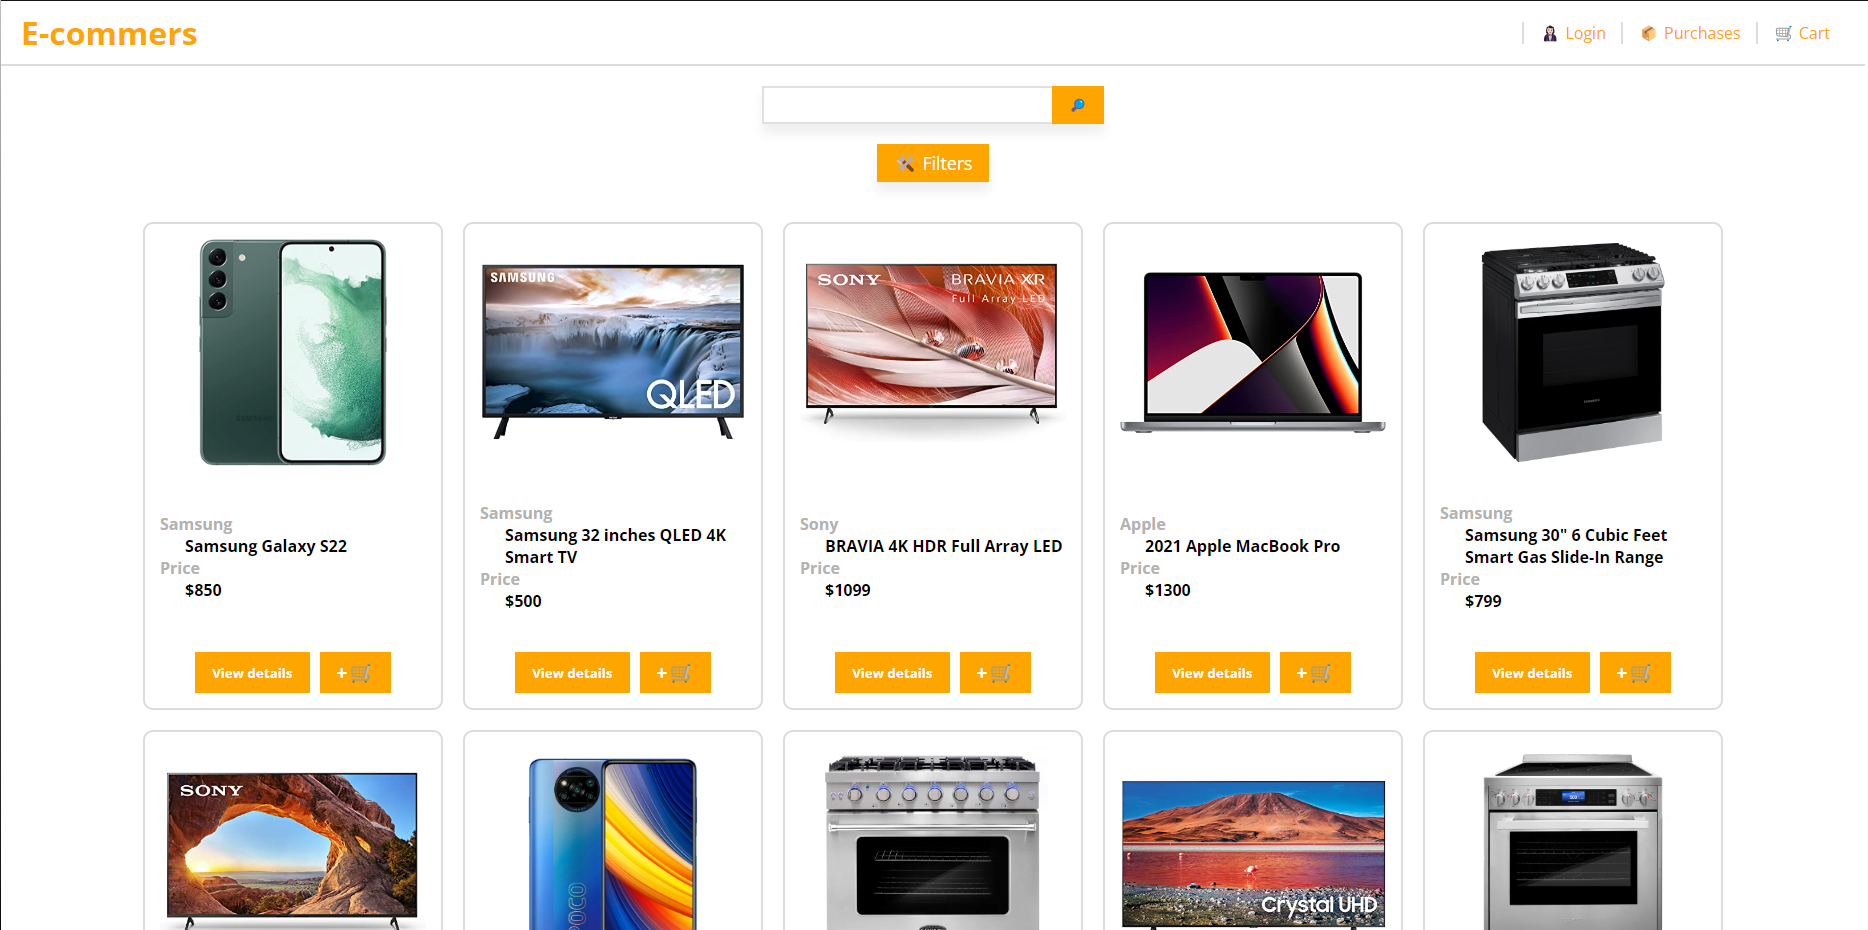 E-commers
Login
Purchases
Cart
Filters
SAMSUNG
QLED
SONY
BRAVIA XR
Full Array LED
Samsung
Samsung Galaxy S22
Price
$850
View details
+
Samsung
Samsung 32 inches QLED 4K
Smart TV
Price
$500
View details
+
Sony
BRAVIA 4K HDR Full Array LED
Price
$1099
View details
+
Apple
2021 Apple MacBook Pro
Price
$1300
View details
+
Samsung
Samsung 30" 6 Cubic Feet
Smart Gas Slide-In Range
Price
$799
View details
+
SONY
POCO
Crystal UHD